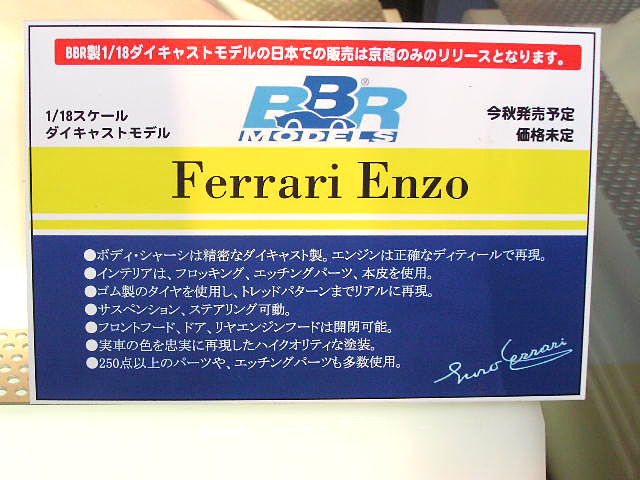 BBR製1/18ダイキャストモデルの日本での販売は京商のみのリリースとなります。
1/18スケール
ダイキャストモデル
BBR®
MODELS
今秋発売予定
価格未定
Ferrari Enzo
●ボディ・シャーシは精密なダイキャスト製。エンジンは正確なディティールで再現。
●インテリアは、フロッキング、エッチングパーツ、本皮を使用。
●ゴム製のタイヤを使用し、トレッドパターンまでリアルに再現。
●サスペンション、ステアリング可動。
●フロントフード、ドア、リヤエンジンフードは開閉可能。
●実車の色を忠実に再現したハイクオリティな塗装。
●250点以上のパーツや、エッチングパーツも多数使用。
Enzo Ferrari